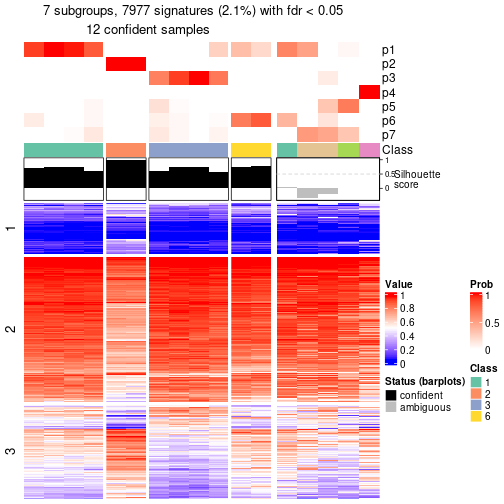 7 subgroups, 7977 signatures (2.1%) with fdr < 0.05
12 confident samples
p1
p2
p3
p4
p5
p6
p7
Class
1
0.5
0
Silhouette
score
1
2
3
Value
1
0.8
0.6
0.4
0.2
0
Prob
1
0.5
0
Status (barplots)
confident
ambiguous
Class
1
2
3
6